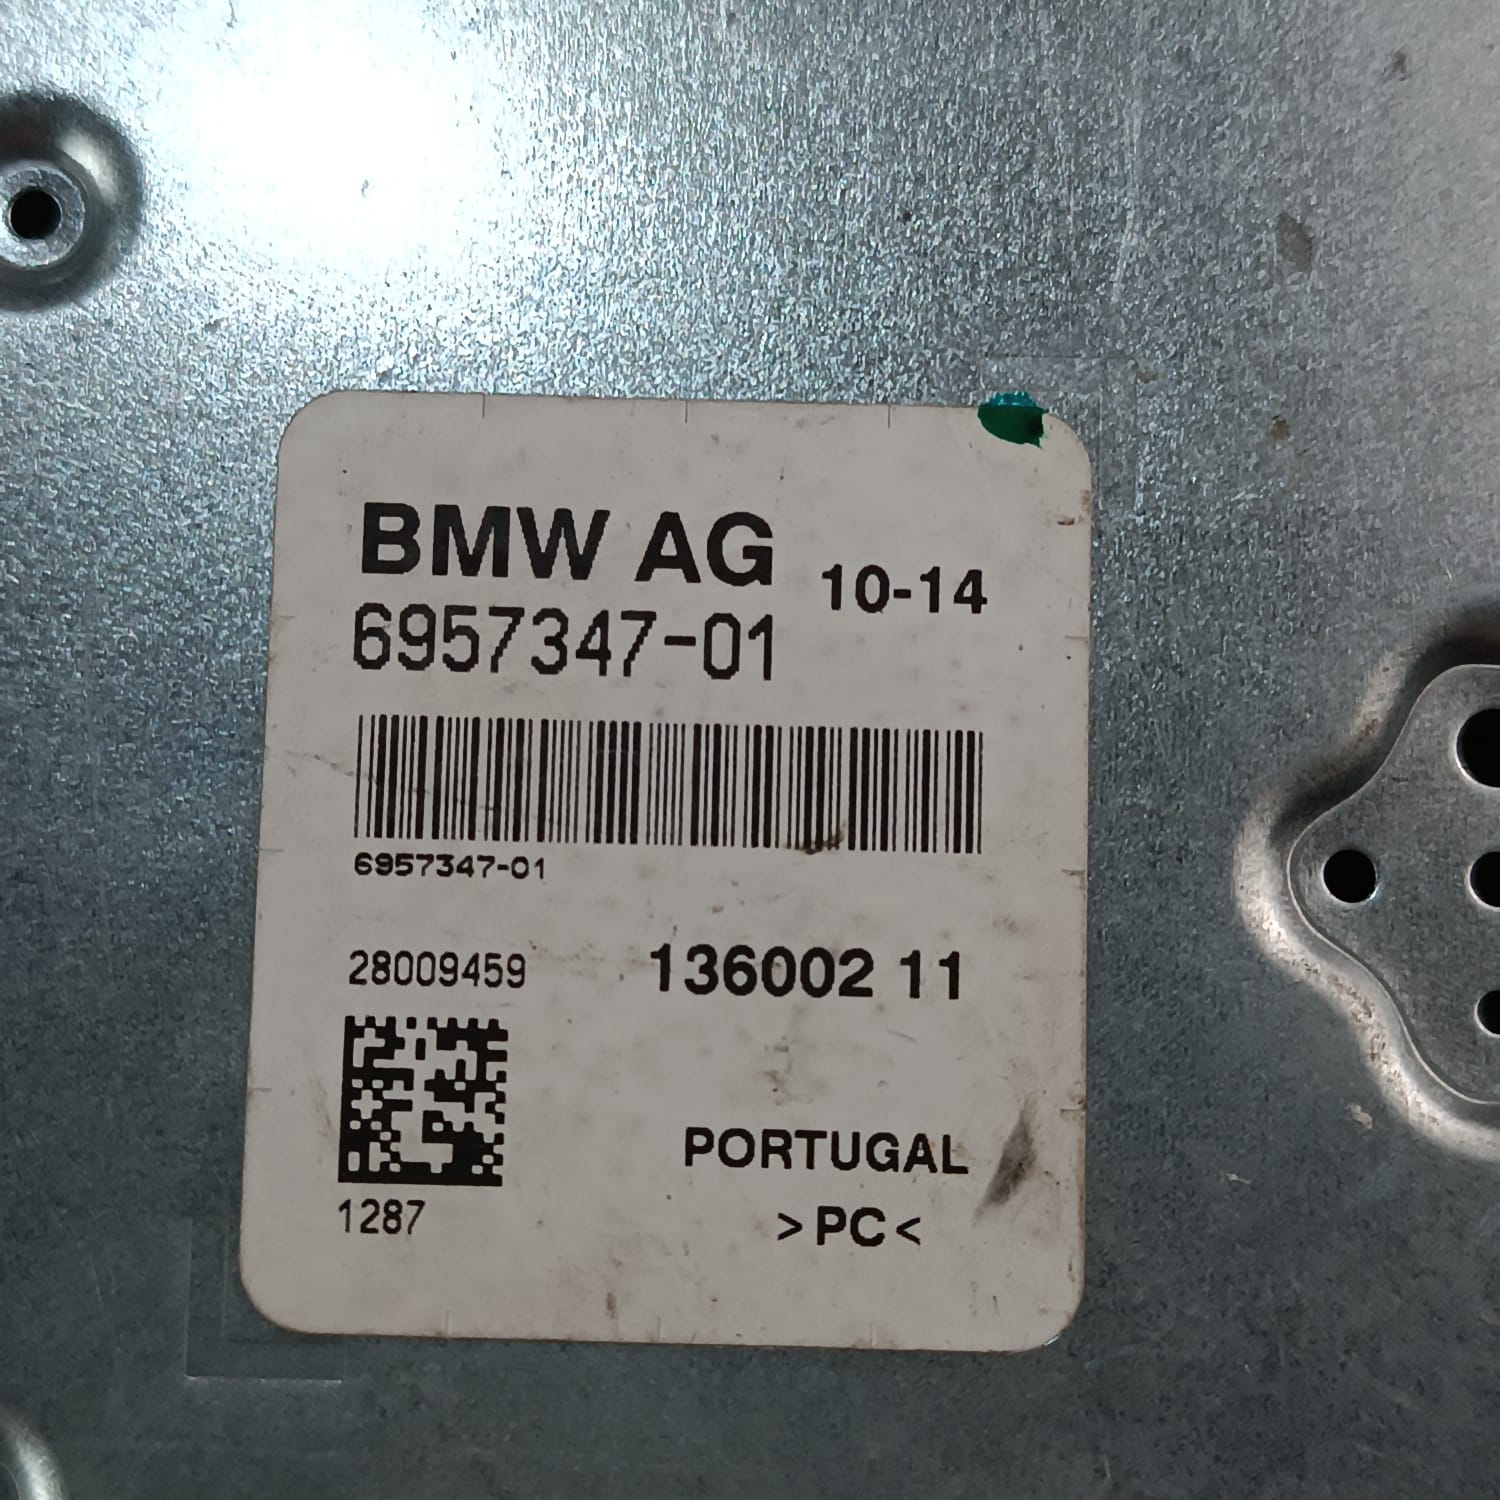 BMW AG 10-14
6957347-01
6957347-01
28009459 136002 11
PORTUGAL
1287 >PC<